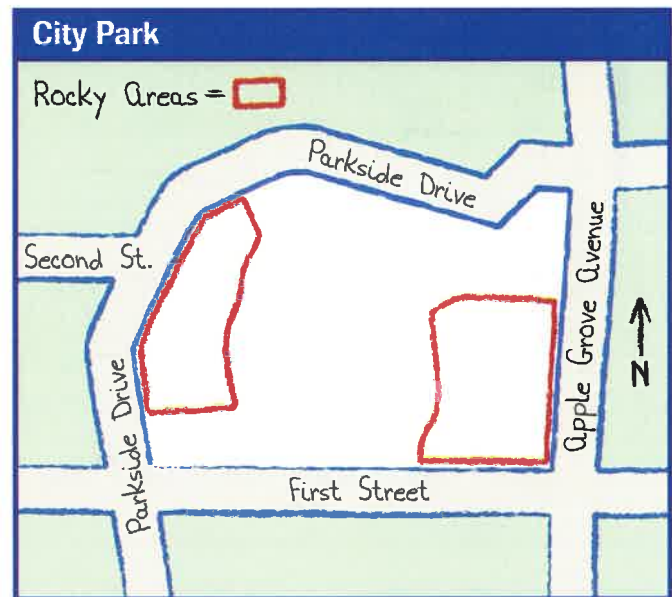 City Park
Rocky Areas =
Parkside Drive
Second St.
Apple Grove Avenue
N
Parkside Drive
First Street